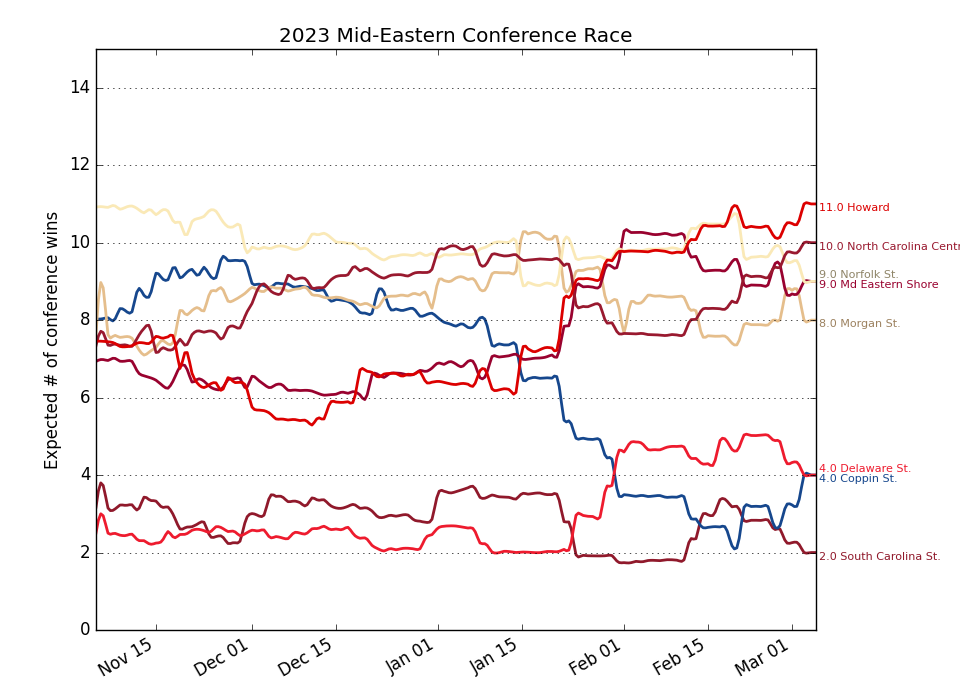 2023 Mid-Eastern Conference Race
Expected # of conference wins
14
12
10
8
6
4
2
0
Nov 15
Dec 01
Dec 15
Jan 01
Jan 15
Feb 01
Feb 15
Mar 01
11.0 Howard
10.0 North Carolina Centr
9.0 Norfolk St.
9.0 Md Eastern Shore
8.0 Morgan St.
4.0 Delaware St.
4.0 Coppin St.
2.0 South Carolina St.